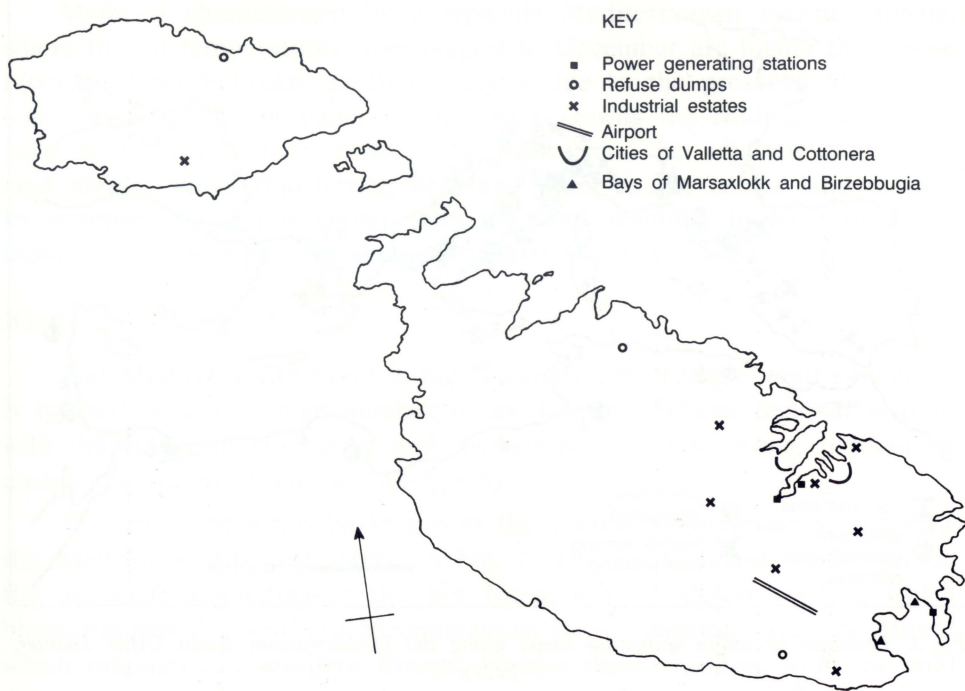 KEY
Power generating stations
Refuse dumps
Industrial estates
Airport
Cities of Valletta and Cottonera
Bays of Marsaxlokk and Birzebbugia